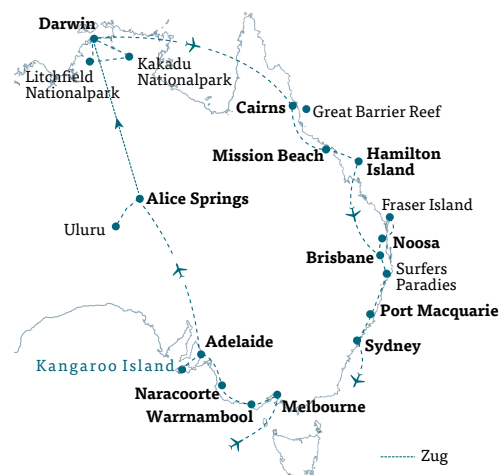 Darwin
Kakadu
Nationalpark
Litchfield
Nationalpark
Cairns
Great Barrier Reef
Mission Beach
Hamilton
Island
Alice Springs
Fraser Island
Uluru
Noosa
Brisbane
Surfers
Paradies
Port Macquarie
Adelaide
Sydney
Kangaroo Island
Naracoorte
Melbourne
Warrnambool
Zug